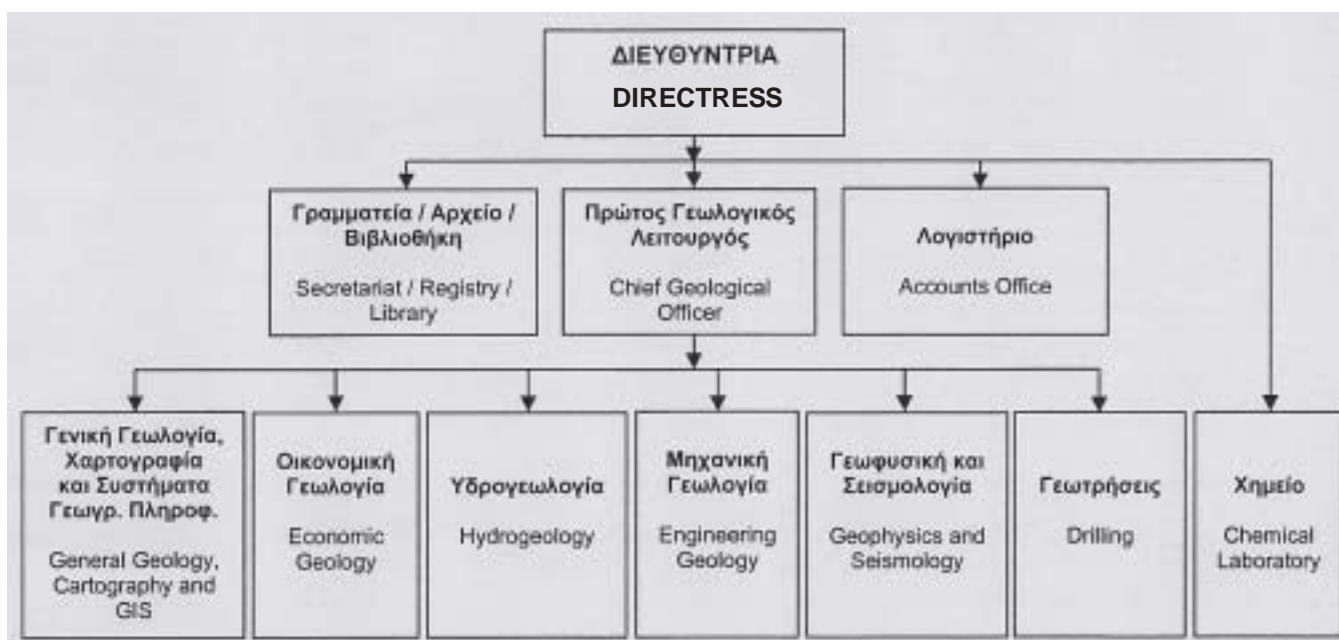 ΔΙΕΥΘΥΝΤΡΙΑ
DIRECTRESS
Γραμματεία / Αρχείο /
Βιβλιοθήκη
Secretariat / Registry /
Library
Πρώτος Γεωλογικός
Λειτουργός
Chief Geological
Officer
Λογιστήριο
Accounts Office
Γενική Γεωλογία,
Χαρτογραφία
και Συστήματα
Γεωγρ. Πληροφ.
General Geology,
Cartography and
GIS
Οικονομική
Γεωλογία
Economic
Geology
Υδρογεωλογία
Hydrogeology
Μηχανική
Γεωλογία
Engineering
Geology
Γεωφυσική και
Σεισμολογία
Geophysics and
Seismology
Γεωτρήσεις
Drilling
Χημείο
Chemical
Laboratory